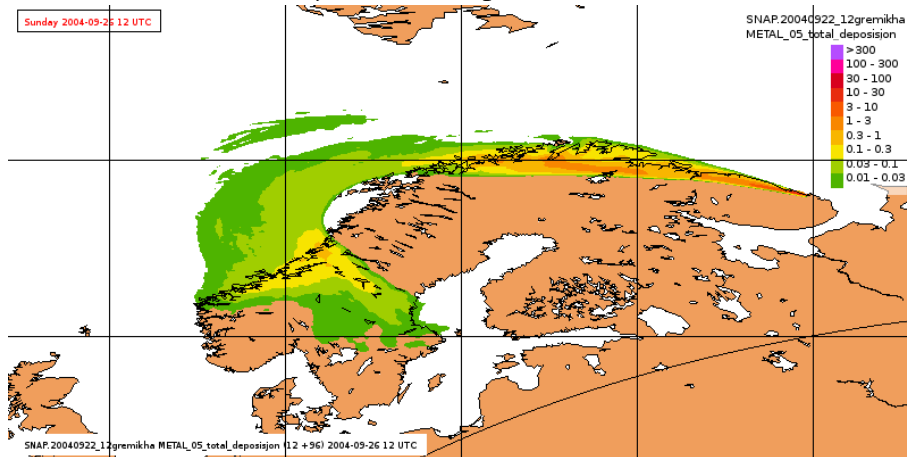 Sunday 2004-09-26 12 UTC
SNAP.20040922_12gremikha
METAL_05_total_deposisjon
>300
100 - 300
30 - 100
10 - 30
3 - 10
1 - 3
0.3 - 1
0.1 - 0.3
0.03 - 0.1
0.01 - 0.03
SNAP.20040922_12gremikha METAL_05_total_deposisjon (12 +96) 2004-09-26 12 UTC